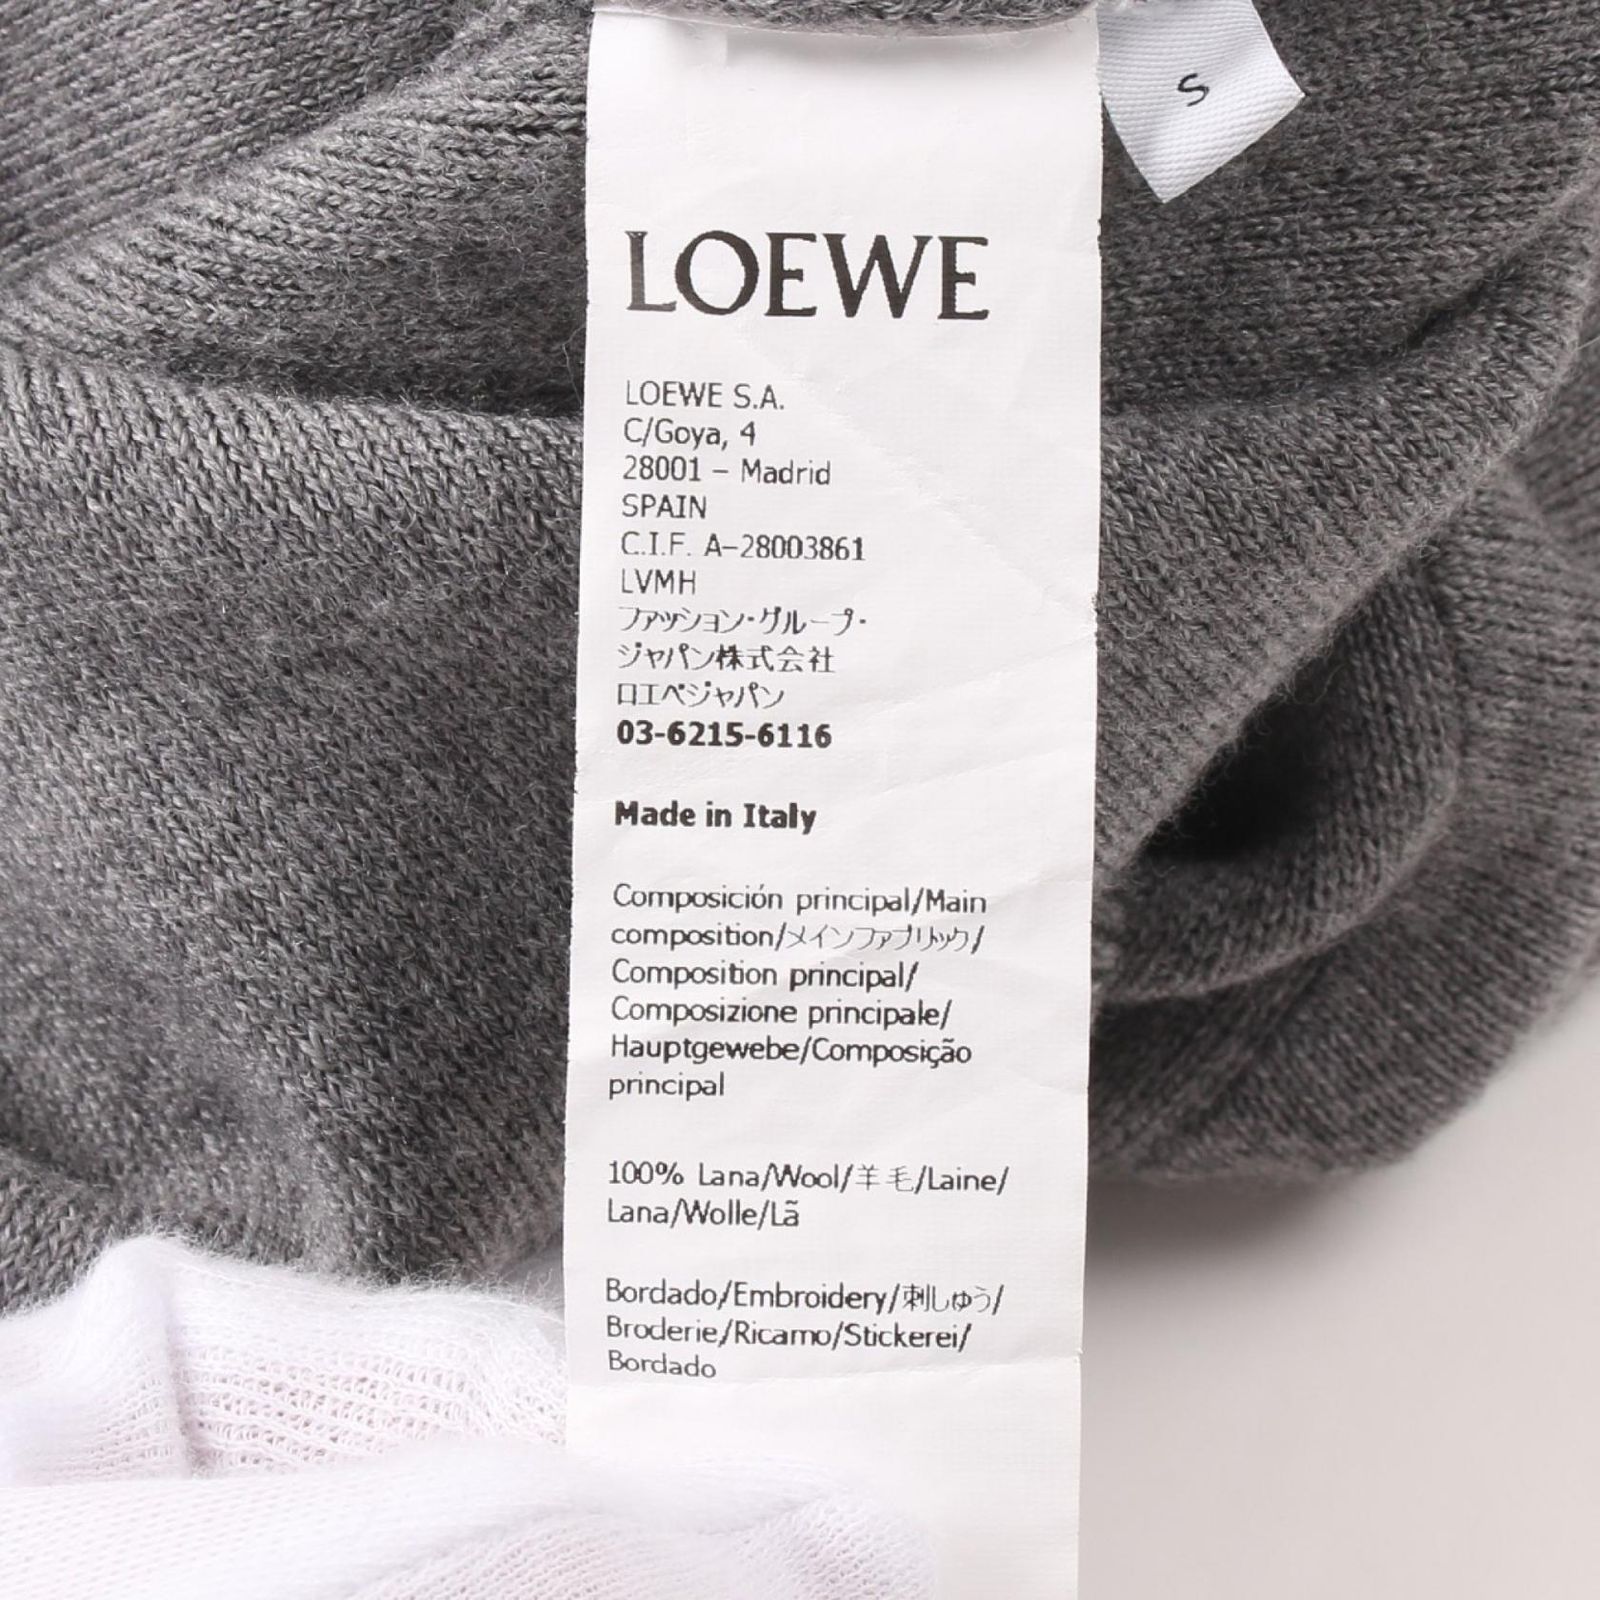 S
LOEWE
LOEWE S.A.
C/Goya, 4
28001 – Madrid
SPAIN
C.I.F. A-28003861
LVMH
ファッション・グループ・
ジャパン株式会社
ロエベジャパン
03-6215-6116
Made in Italy
Composición principal/Main
composition/メインファブリック/
Composition principal/
Composizione principale/
Hauptgewebe/Composição
principal
100% Lana/Wool/羊毛/Laine/
Lana/Wolle/Lã
Bordado/Embroidery/刺しゅう/
Broderie/Ricamo/Stickerei/
Bordado